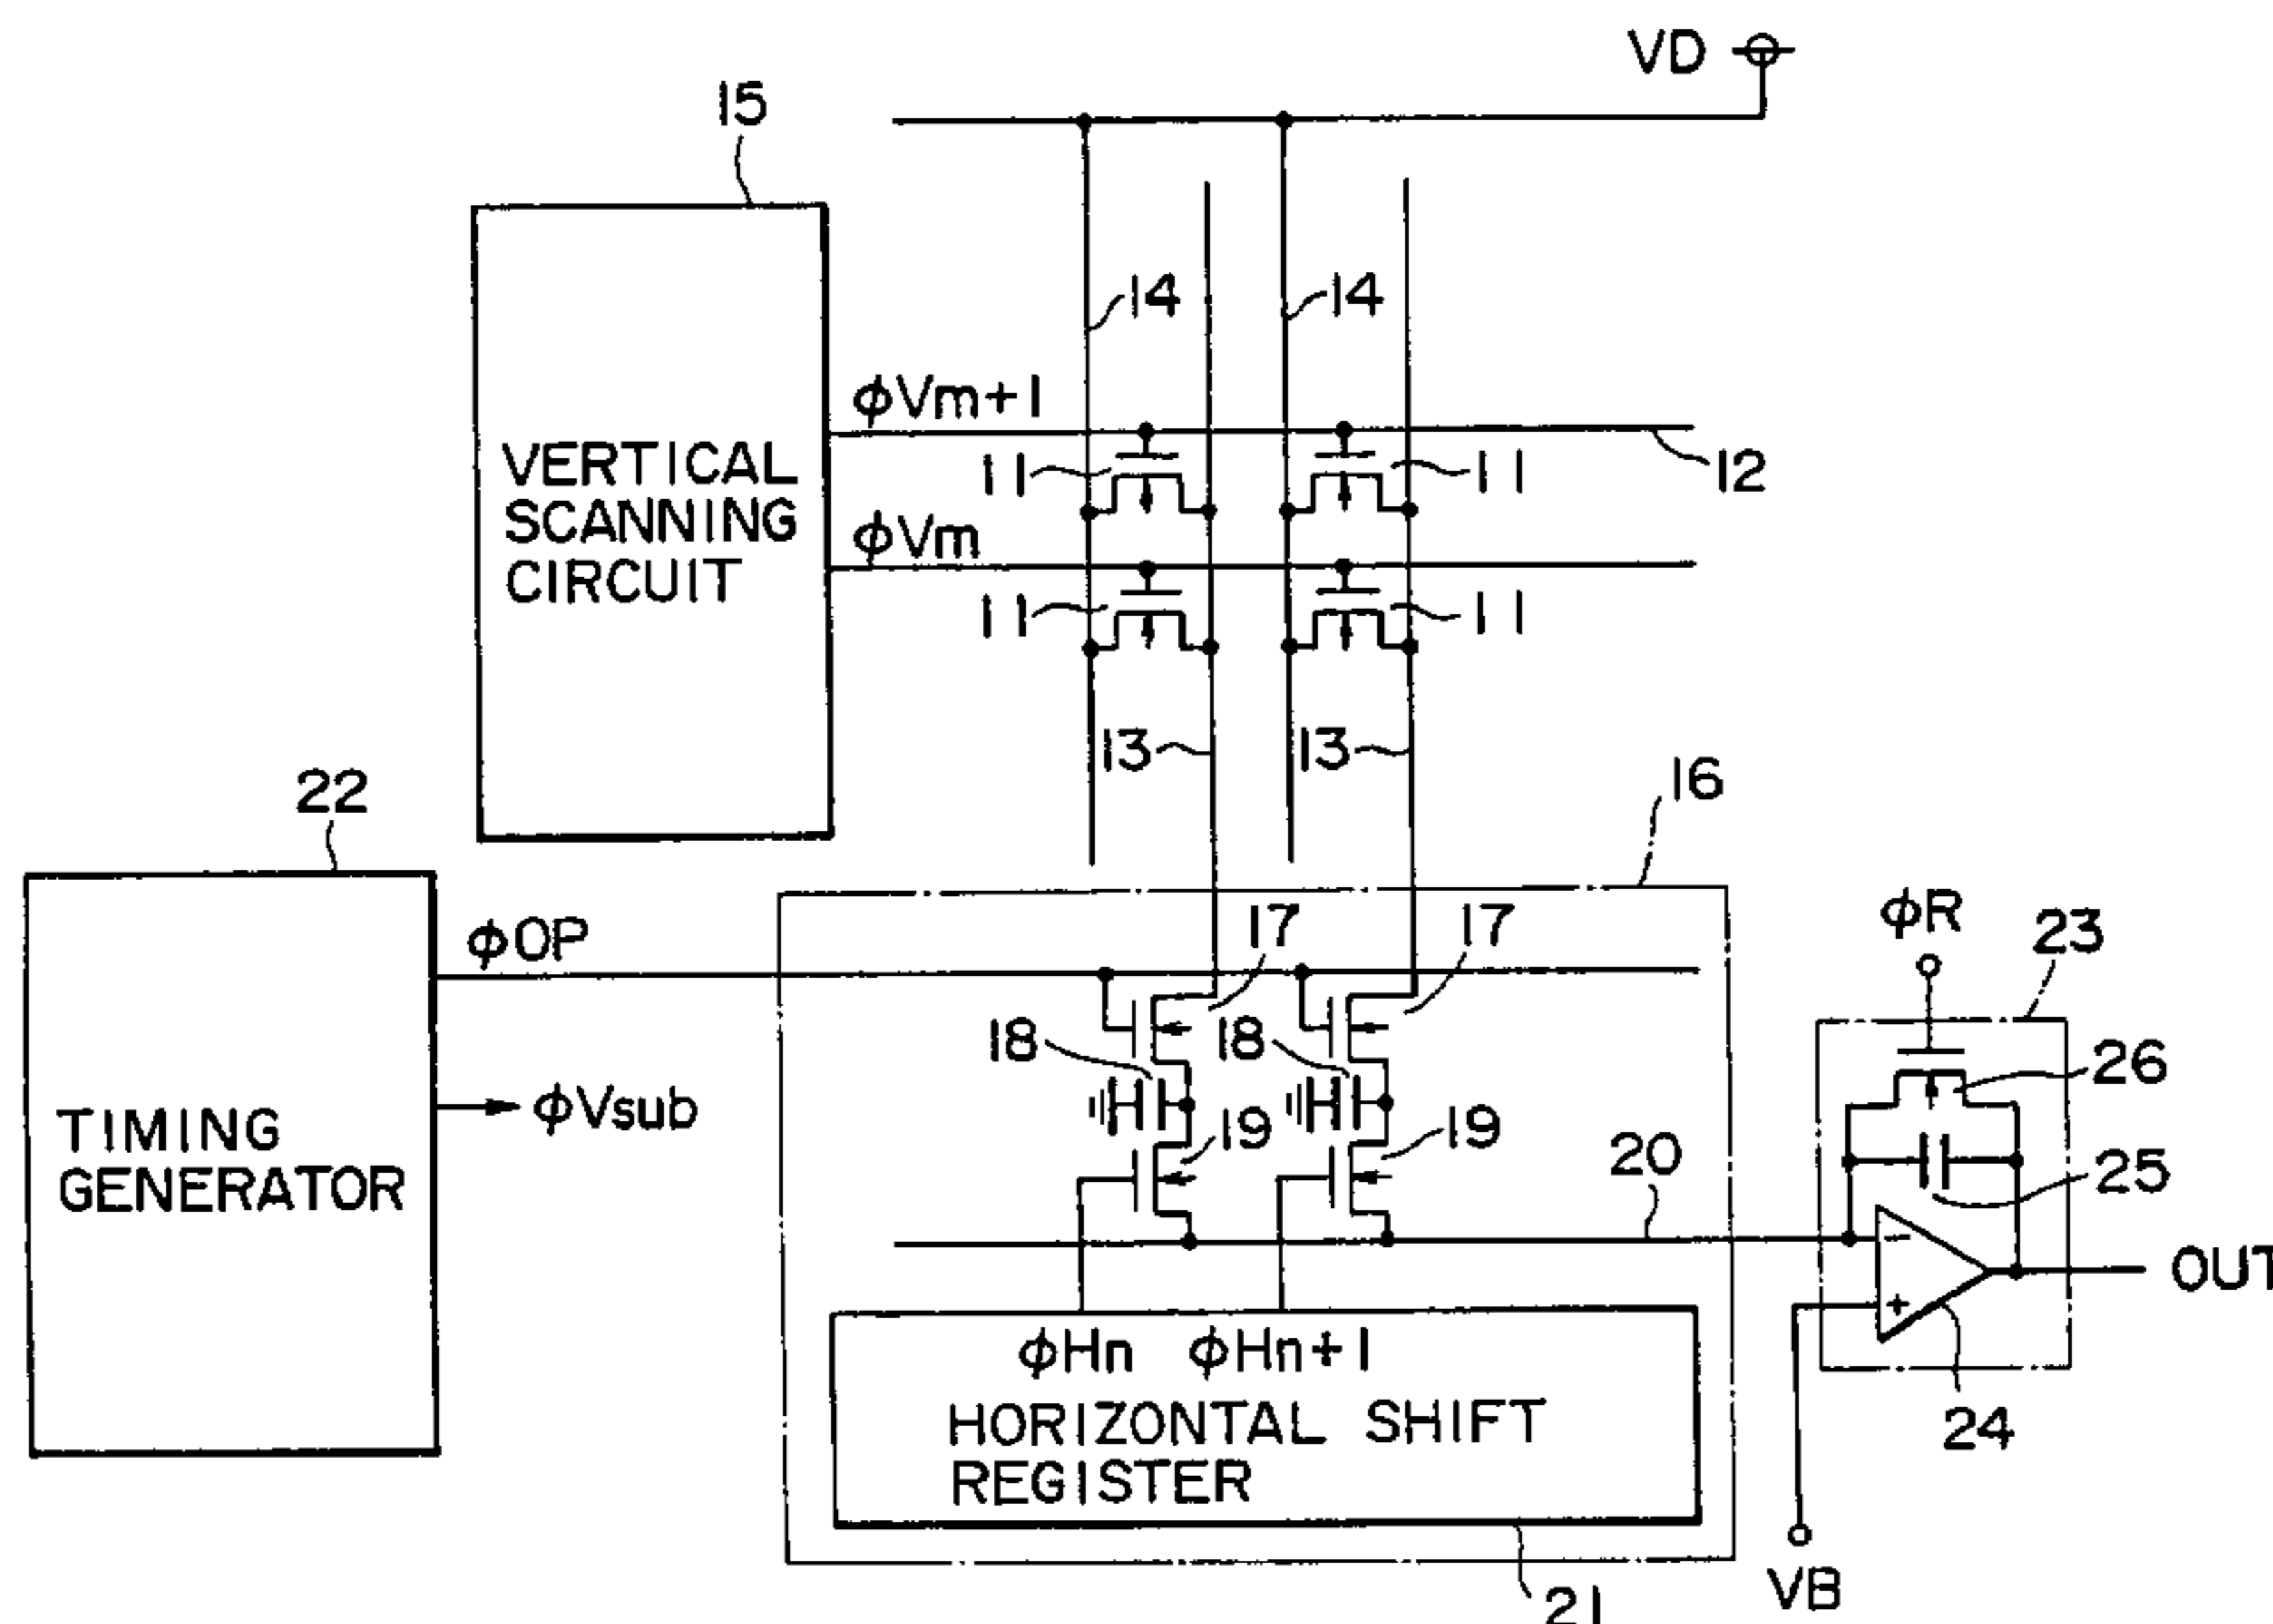 VD
15
14
14
φVm+1
11
11
12
VERTICAL
SCANNING
CIRCUIT
φVm
11
11
13
13
16
22
φOP
17
17
φR
23
18
18
26
TIMING
GENERATOR
φVsub
19
19
20
25
OUT
φHn
φHn+1
24
HORIZONTAL SHIFT
REGISTER
VB
21